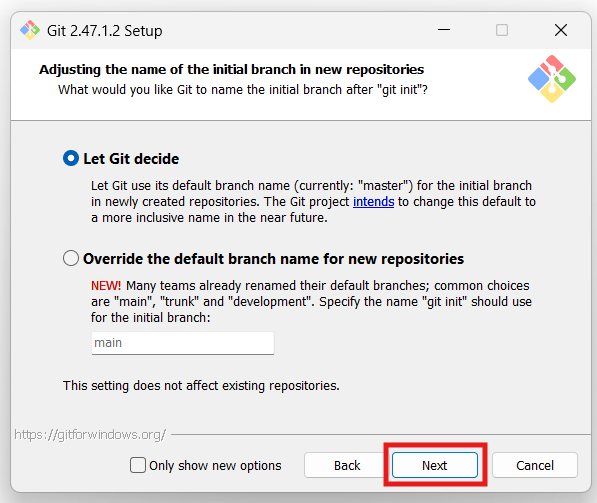 Git 2.47.1.2 Setup
Adjusting the name of the initial branch in new repositories
What would you like Git to name the initial branch after "git init"?
Let Git decide
Let Git use its default branch name (currently: "master") for the initial branch
in newly created repositories. The Git project intends to change this default to
a more inclusive name in the near future.
Override the default branch name for new repositories
NEW! Many teams already renamed their default branches; common choices
are "main", "trunk" and "development". Specify the name "git init" should use
for the initial branch:
main
This setting does not affect existing repositories.
https://gitforwindows.org/
Only show new options
Back
Next
Cancel